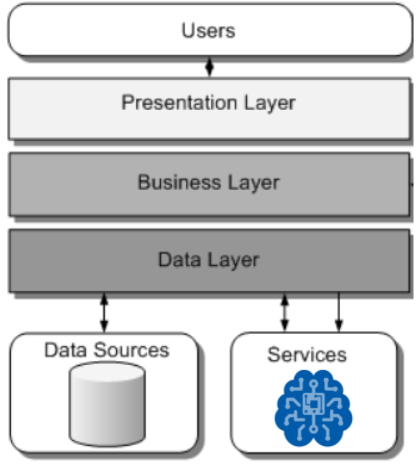 Users
Presentation Layer
Business Layer
Data Layer
Data Sources
Services